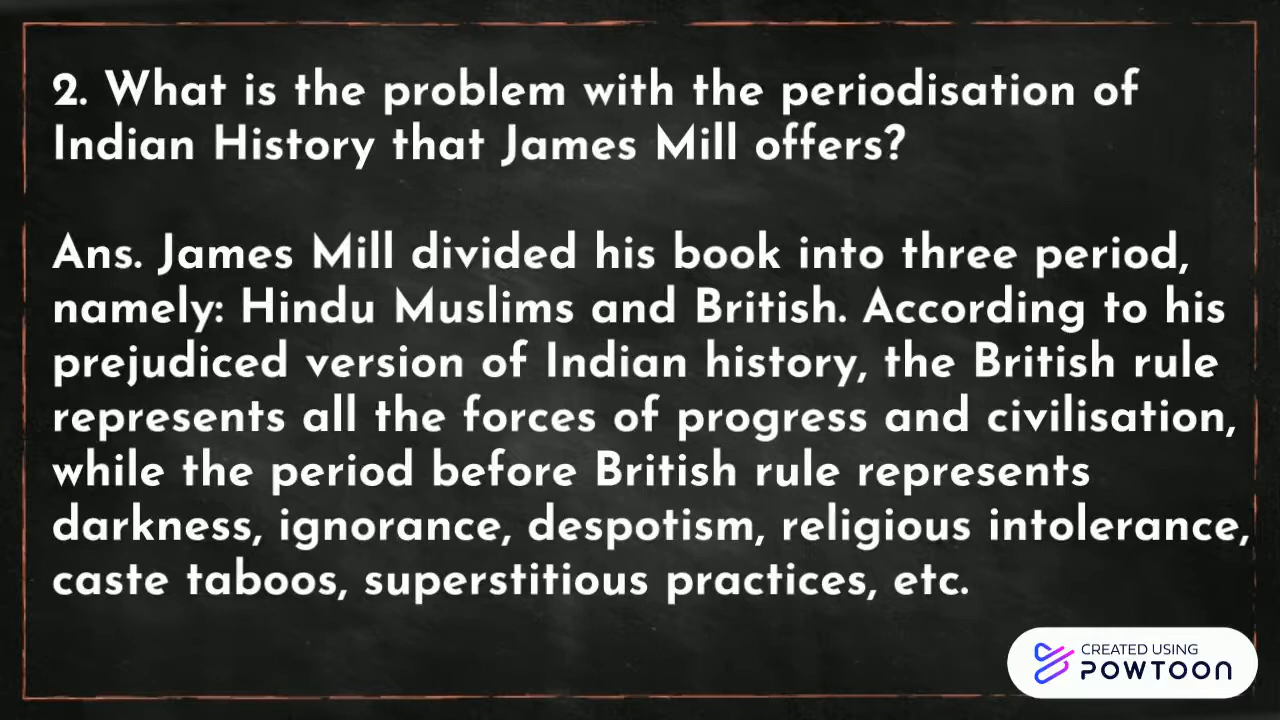 2. What is the problem with the periodisation of
Indian History that James Mill offers?
Ans. James Mill divided his book into three period,
namely: Hindu Muslims and British. According to his
prejudiced version of Indian history, the British rule
represents all the forces of progress and civilisation,
while the period before British rule represents
darkness, ignorance, despotism, religious intolerance,
caste taboos, superstitious practices, etc.
CREATED USING
POWTOON